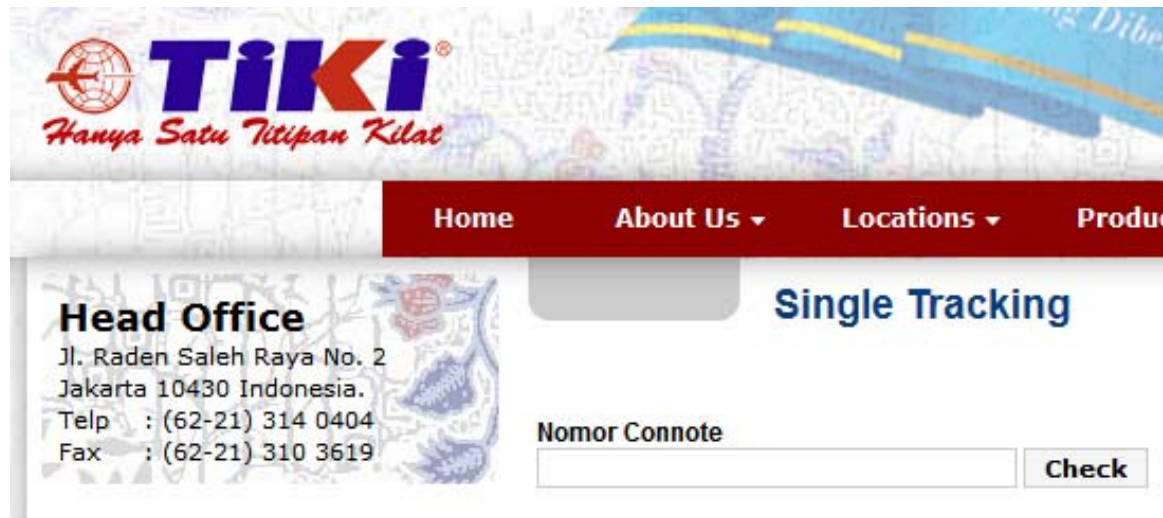 TiKi®
Hanya Satu Titipan Kilat
Home About Us Locations
Head Office
Jl. Raden Saleh Raya No. 2
Jakarta 10430 Indonesia.
Telp : (62-21) 314 0404
Fax : (62-21) 310 3619
Single Tracking
Nomor Connote
Check